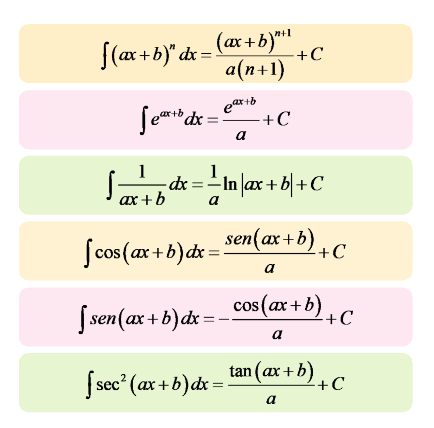 ∫(ax+b)ⁿ dx = (ax+b)ⁿ⁺¹ / a(n+1) + C
∫e^(ax+b) dx = e^(ax+b) / a + C
∫ 1/(ax+b) dx = 1/a ln|ax+b| + C
∫cos(ax+b) dx = sen(ax+b) / a + C
∫sen(ax+b) dx = − cos(ax+b) / a + C
∫sec²(ax+b) dx = tan(ax+b) / a + C